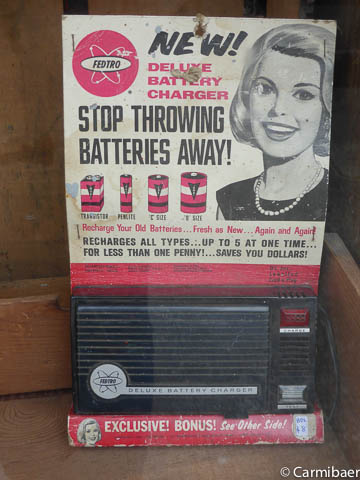 FEDTRO
NEW!
DELUXE
BATTERY
CHARGER
STOP THROWING
BATTERIES AWAY!
TRANSISTOR PENLITE "C" SIZE "D" SIZE
Recharge Your Old Batteries...Fresh as New...Again and Again!
RECHARGES ALL TYPES...UP TO 5 AT ONE TIME...
FOR LESS THAN ONE PENNY!...SAVES YOU DOLLARS!
CHARGE
FEDTRO
DELUXE BATTERY CHARGER
TEST
EXCLUSIVE! BONUS! See Other Side!
© Carmibaer